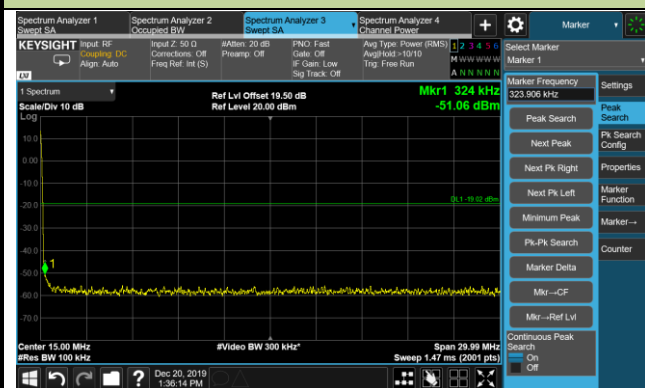 Spectrum Analyzer 1
Swept SA
Spectrum Analyzer 2
Occupied BW
Spectrum Analyzer 3
Swept SA
Spectrum Analyzer 4
Channel Power
+
Marker
KEYSIGHT
Input: RF
Coupling: DC
Align: Auto
Input Z: 50 Ω
Corrections: Off
Freq Ref: Int (S)
#Atten: 20 dB
Preamp: Off
PNO: Fast
Gate: Off
IF Gain: Low
Sig Track: Off
Avg Type: Power (RMS)
Avg|Hold:>10/10
Trig: Free Run
1 2 3 4 5 6
M W W W W W
A N N N N N
LXI
Select Marker
Marker 1
1 Spectrum
Scale/Div 10 dB
Log
Ref Lvl Offset 19.50 dB
Ref Level 20.00 dBm
Mkr1 324 kHz
-51.06 dBm
10.0
0.00
-10.0
-20.0
-30.0
-40.0
-50.0
-60.0
-70.0
DL1 -19.02 dBm
1
Center 15.00 MHz
#Res BW 100 kHz
#Video BW 300 kHz*
Span 29.99 MHz
Sweep 1.47 ms (2001 pts)
Marker Frequency
323.906 kHz
Peak Search
Next Peak
Next Pk Right
Next Pk Left
Minimum Peak
Pk-Pk Search
Marker Delta
Mkr→CF
Mkr→Ref Lvl
Continuous Peak
Search
On
Off
Settings
Peak
Search
Pk Search
Config
Properties
Marker
Function
Marker→
Counter
?
Dec 20, 2019
1:36:14 PM